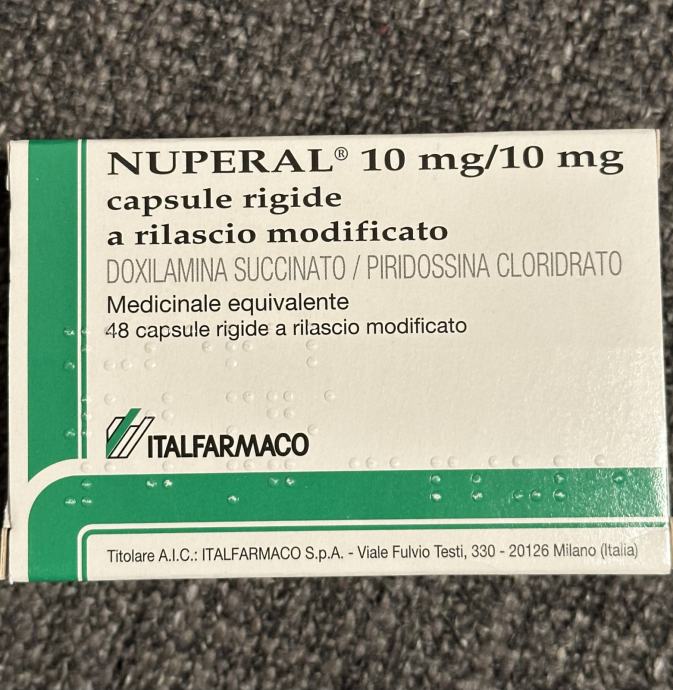 NUPERAL® 10 mg/10 mg
capsule rigide
a rilascio modificato
DOXILAMINA SUCCINATO / PIRIDOSSINA CLORIDRATO
Medicinale equivalente
48 capsule rigide a rilascio modificato
ITALFARMACO
Titolare A.I.C.: ITALFARMACO S.p.A. - Viale Fulvio Testi, 330 - 20126 Milano (Italia)